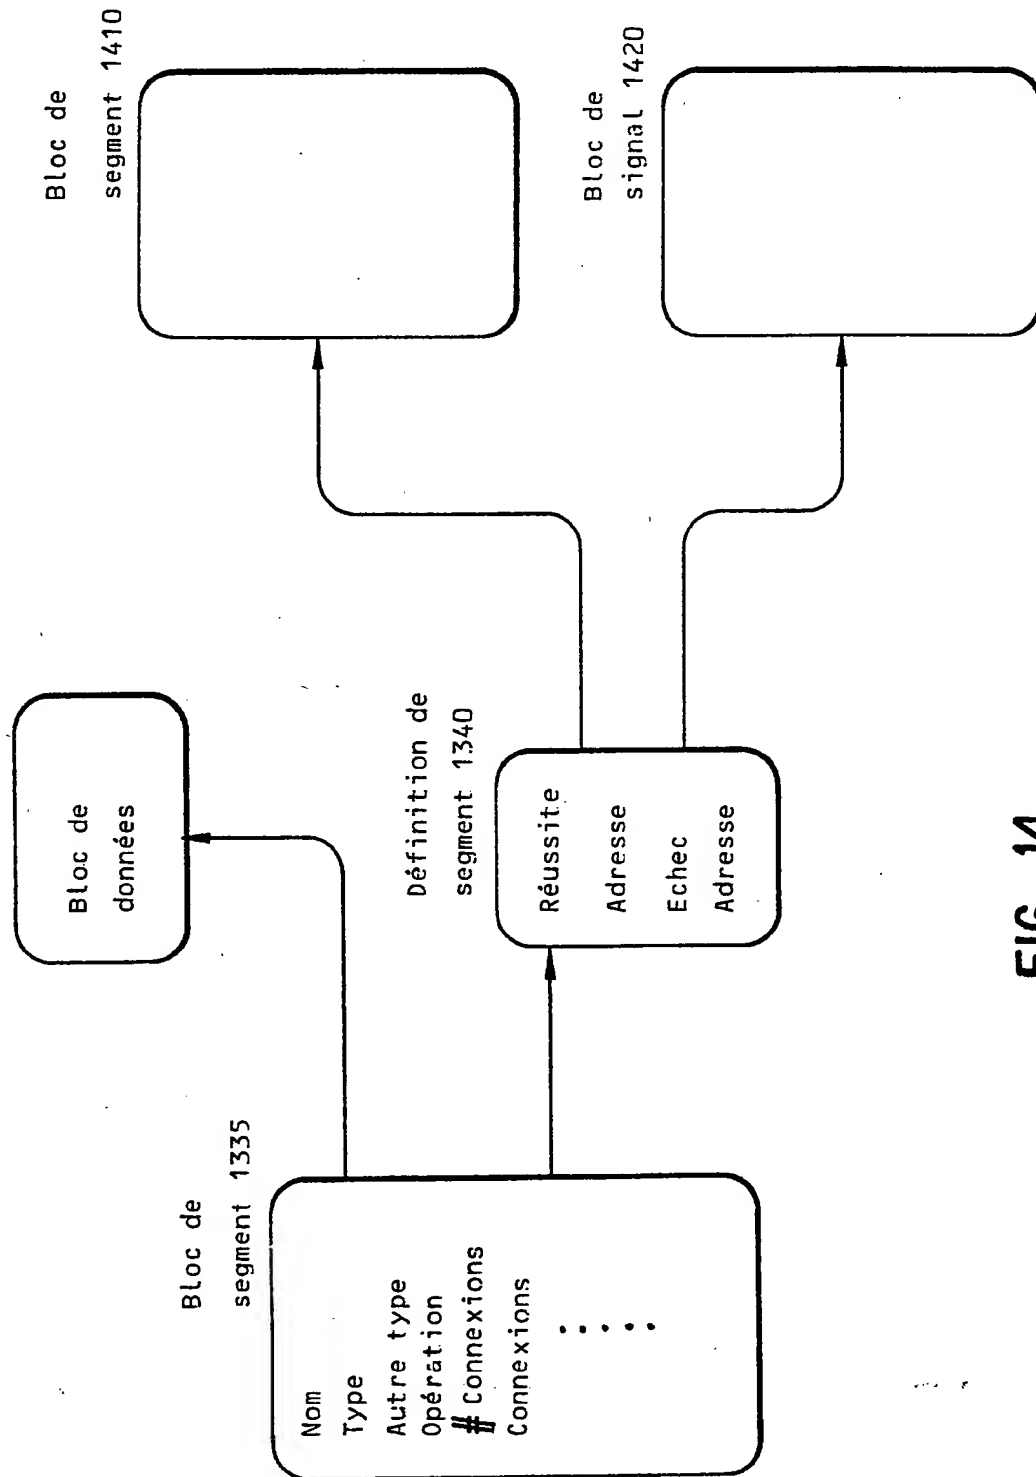 Bloc de
segment 1335
Nom
Type
Autre type
Opération
# Connexions
Connexions
.....
Bloc de
données
Définition de
segment 1340
Réussite
Adresse
Echec
Adresse
Bloc de
segment 1410
Bloc de
signal 1420
FIG. 14